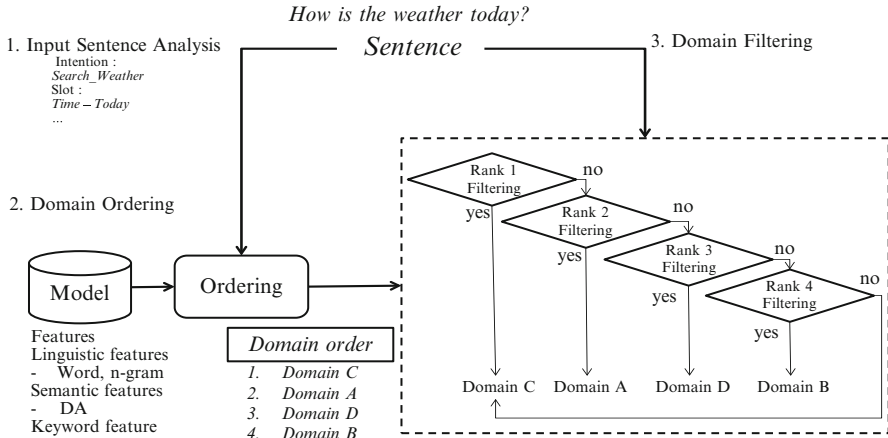 How is the weather today?
1. Input Sentence Analysis
Intention :
Search_Weather
Slot :
Time – Today
...
Sentence
3. Domain Filtering
2. Domain Ordering
Model
Ordering
Features
Linguistic features
- Word, n-gram
Semantic features
- DA
Keyword feature
Domain order
1. Domain C
2. Domain A
3. Domain D
4. Domain B
Rank 1
Filtering
no
yes
Rank 2
Filtering
no
yes
Rank 3
Filtering
no
yes
Rank 4
Filtering
no
yes
Domain C
Domain A
Domain D
Domain B